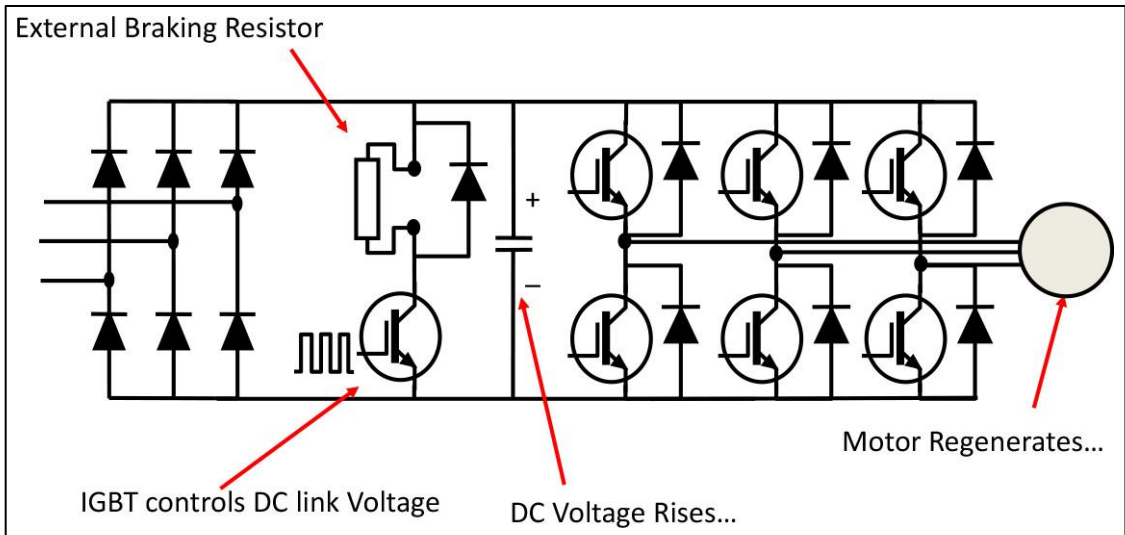 External Braking Resistor
+
–
Motor Regenerates...
IGBT controls DC link Voltage
DC Voltage Rises...